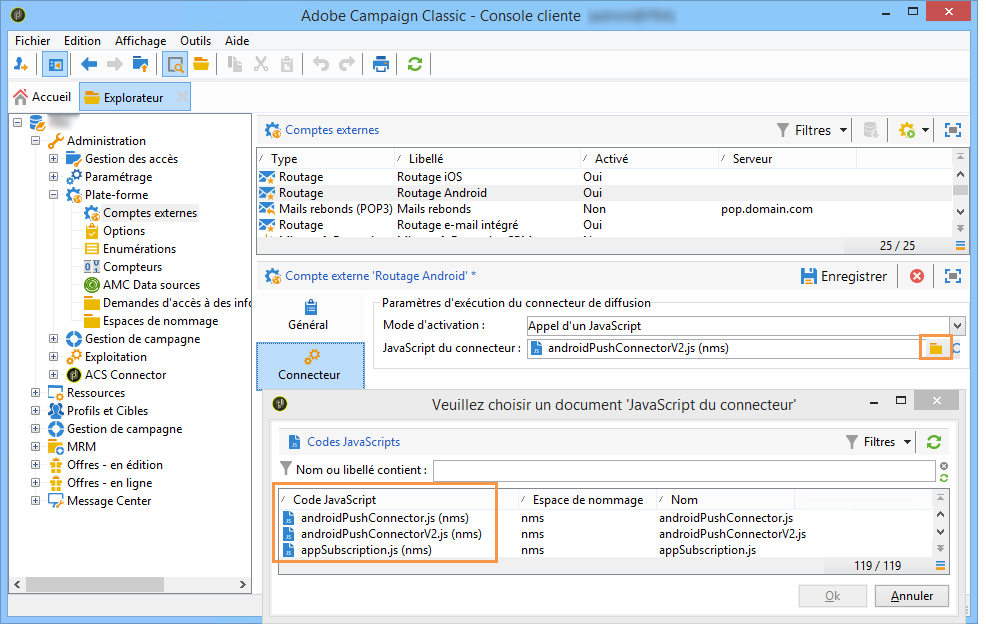 Adobe Campaign Classic - Console cliente
Fichier Edition Affichage Outils Aide
Accueil Explorateur
Administration
Gestion des accès
Paramétrage
Plate-forme
Comptes externes
Options
Enumérations
Compteurs
AMC Data sources
Demandes d'accès à des info
Espaces de nommage
Gestion de campagne
Exploitation
ACS Connector
Ressources
Profils et Cibles
Gestion de campagne
MRM
Offres - en édition
Offres - en ligne
Message Center
Comptes externes Filtres
Type Libellé Activé Serveur
Routage Routage iOS Oui
Routage Routage Android Oui
Mails rebonds (POP3) Mails rebonds Non pop.domain.com
Routage Routage e-mail intégré Oui
25 / 25
Compte externe 'Routage Android' * Enregistrer
Général
Connecteur
Paramètres d'exécution du connecteur de diffusion
Mode d'activation : Appel d'un JavaScript
JavaScript du connecteur : androidPushConnectorV2.js (nms)
Veuillez choisir un document 'JavaScript du connecteur'
Codes JavaScripts Filtres
Nom ou libellé contient :
Code JavaScript Espace de nommage Nom
androidPushConnector.js (nms) nms androidPushConnector.js
androidPushConnectorV2.js (nms) nms androidPushConnectorV2.js
appSubscription.js (nms) nms appSubscription.js
119 / 119
Ok Annuler